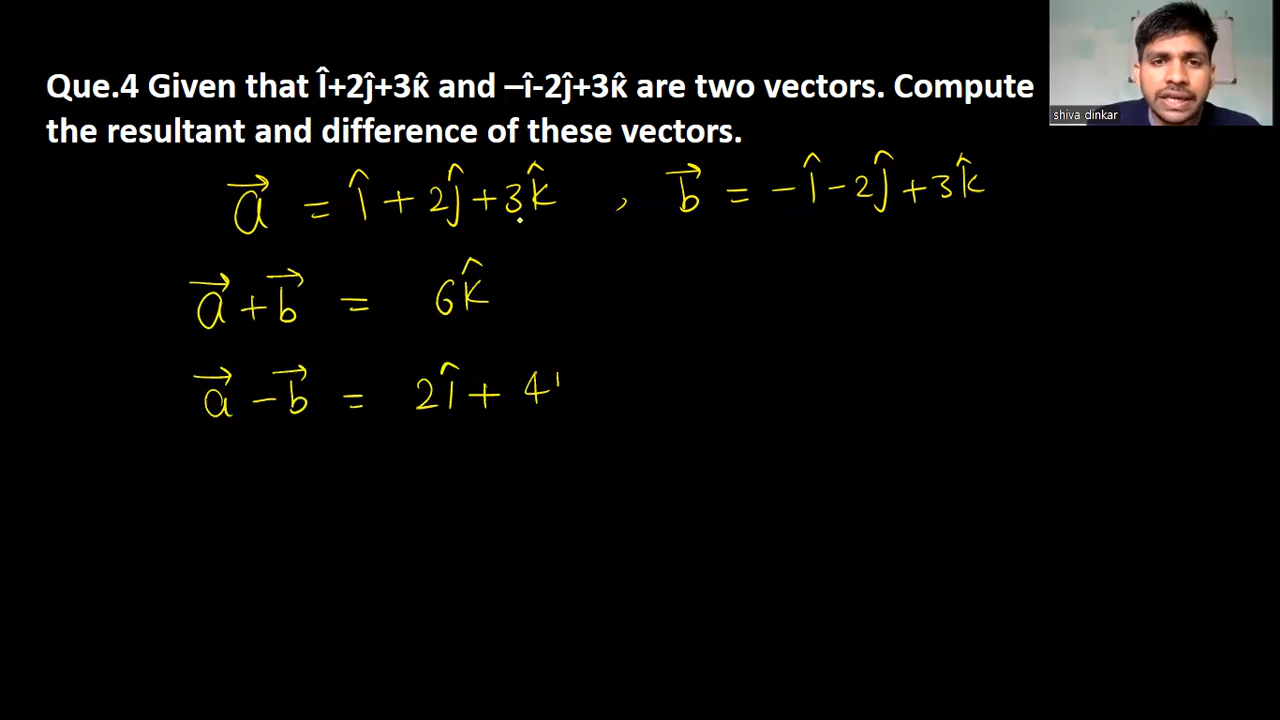 Que.4 Given that Î+2ĵ+3k̂ and –î-2ĵ+3k̂ are two vectors. Compute
the resultant and difference of these vectors.
shiva dinkar
a⃗ = î + 2ĵ + 3k̂ , b⃗ = -î - 2ĵ + 3k̂
a⃗ + b⃗ = 6k̂
a⃗ - b⃗ = 2î + 4